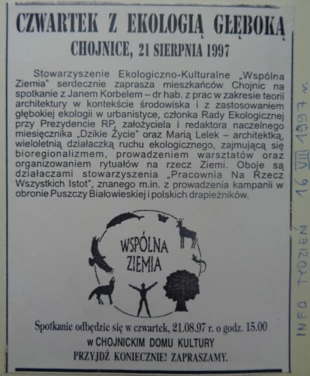 CZWARTEK Z EKOLOGIĄ GŁĘBOKĄ
CHOJNICE, 21 SIERPNIA 1997
Stowarzyszenie Ekologiczno-Kulturalne „Wspólna
Ziemia” serdecznie zaprasza mieszkańców Chojnic na
spotkanie z Janem Korbelem – dr hab. z prac w zakresie teorii
architektury w kontekście środowiska i z zastosowaniem
głębokiej ekologii w urbanistyce, członka Rady Ekologicznej
przy Prezydencie RP, założyciela i redaktora naczelnego
miesięcznika „Dzikie Życie” oraz Marią Lelek – architektką,
wieloletnią działaczką ruchu ekologicznego, zajmującą się
bioregionalizmem, prowadzeniem warsztatów oraz
organizowaniem rytuałów na rzecz Ziemi. Oboje są
działaczami stowarzyszenia „Pracownia Na Rzecz
Wszystkich Istot”, znanego m.in. z prowadzenia kampanii w
obronie Puszczy Białowieskiej i polskich drapieżników.
WSPÓLNA
ZIEMIA
Spotkanie odbędzie się w czwartek, 21.08.97 r. o godz. 15.00
w CHOJNICKIM DOMU KULTURY
PRZYJDŹ KONIECZNIE! ZAPRASZAMY.
INFO TYDZIEŃ 16 VIII 1997 r.